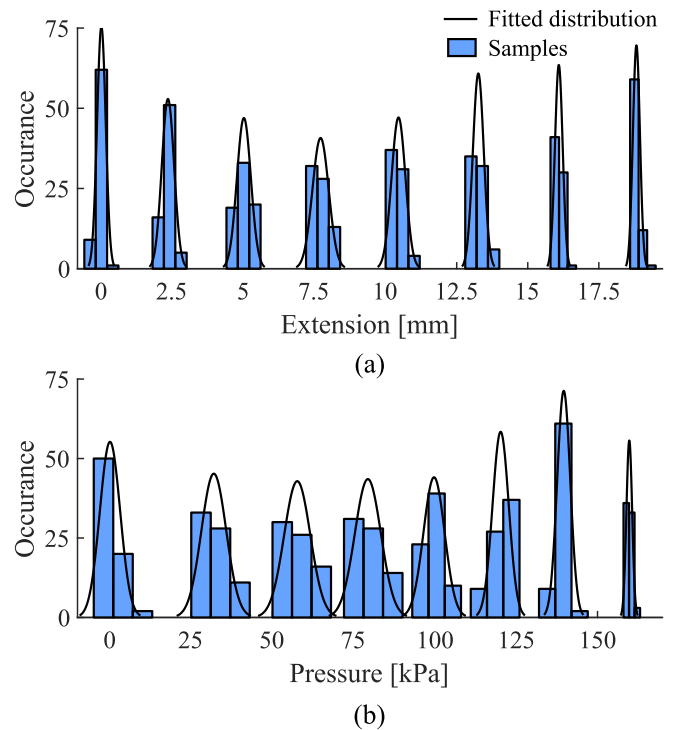 75
50
25
0
Occurance
Fitted distribution
Samples
0 2.5 5 7.5 10 12.5 15 17.5
Extension [mm]
(a)
75
50
25
0
Occurance
0 25 50 75 100 125 150
Pressure [kPa]
(b)